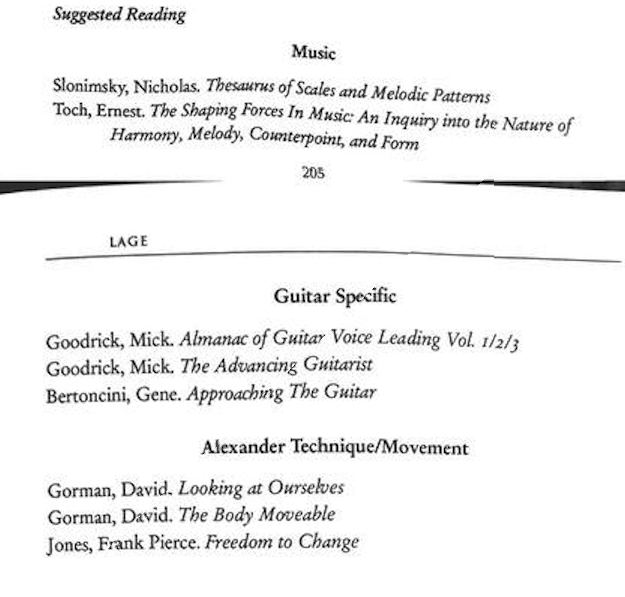 Suggested Reading
Music
Slonimsky, Nicholas. Thesaurus of Scales and Melodic Patterns
Toch, Ernest. The Shaping Forces In Music: An Inquiry into the Nature of
Harmony, Melody, Counterpoint, and Form
205
LAGE
Guitar Specific
Goodrick, Mick. Almanac of Guitar Voice Leading Vol. 1/2/3
Goodrick, Mick. The Advancing Guitarist
Bertoncini, Gene. Approaching The Guitar
Alexander Technique/Movement
Gorman, David. Looking at Ourselves
Gorman, David. The Body Moveable
Jones, Frank Pierce. Freedom to Change